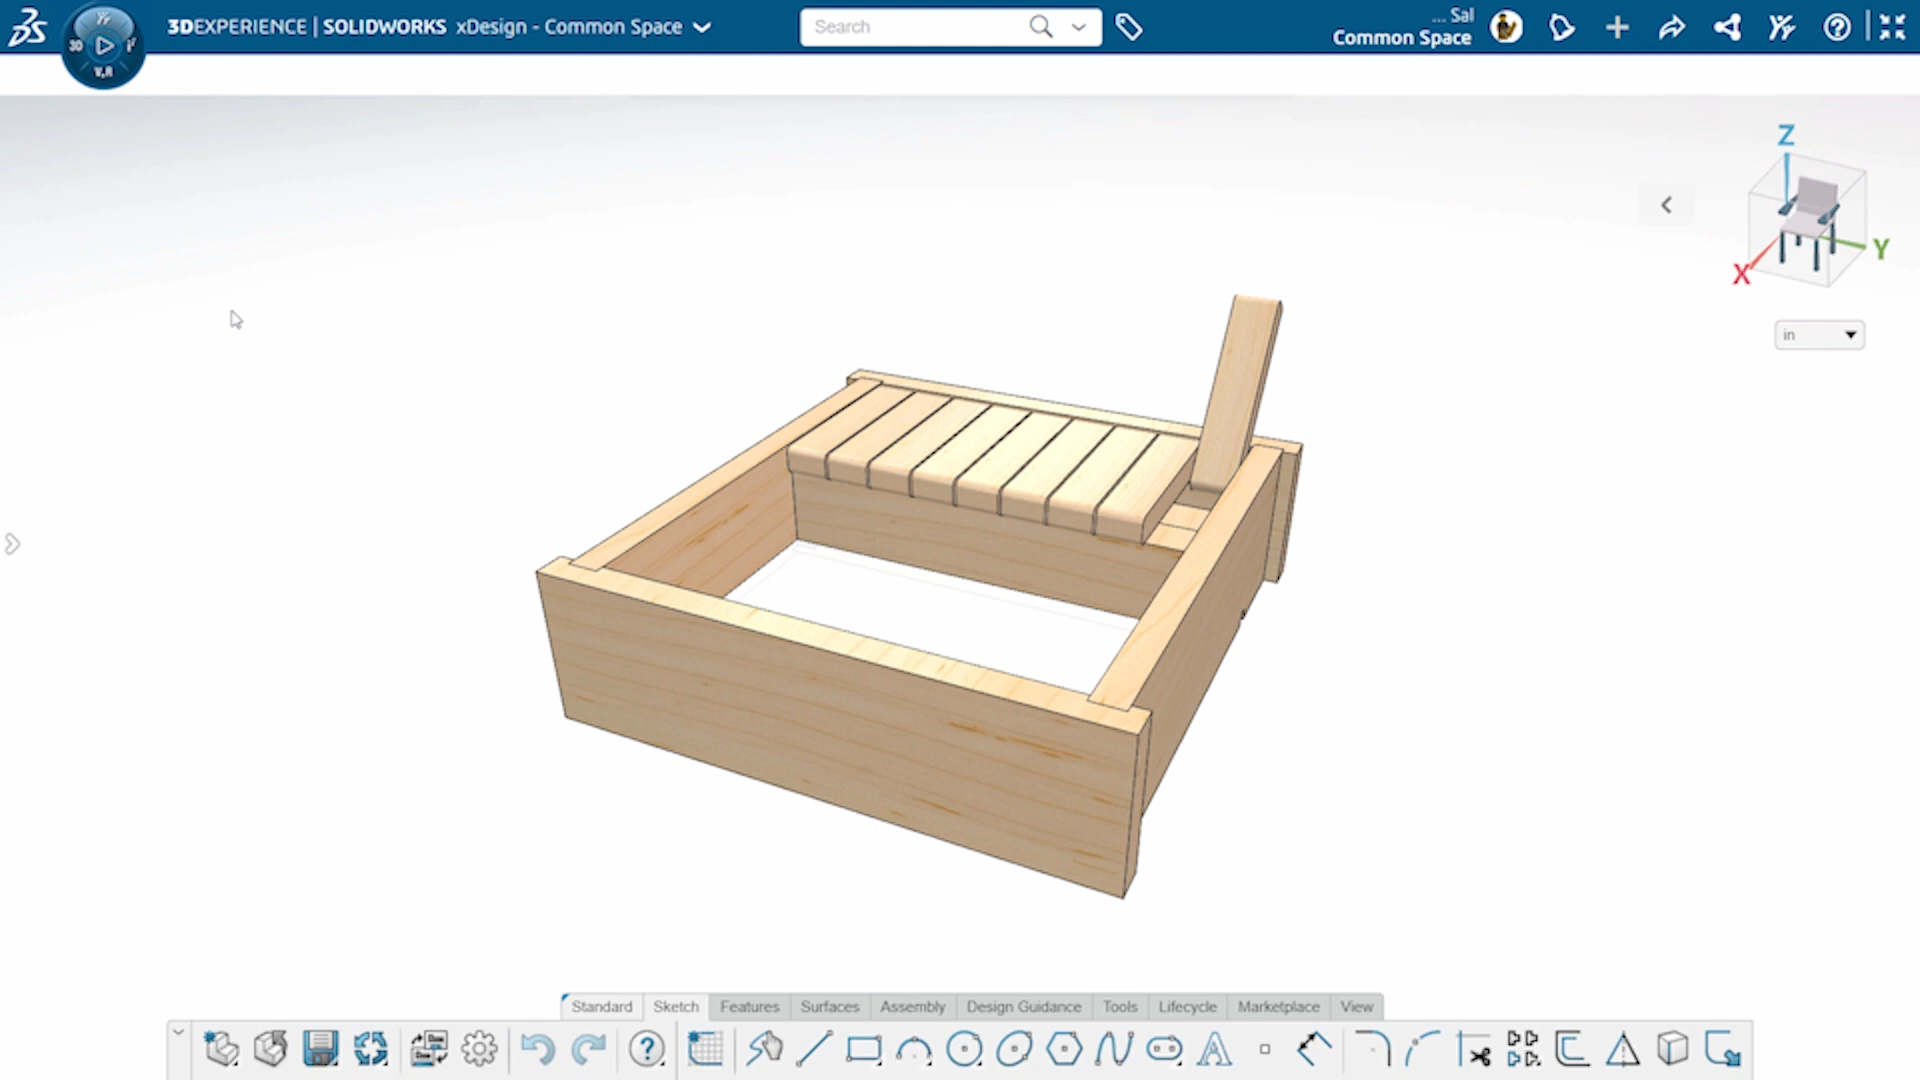 3DEXPERIENCE | SOLIDWORKS xDesign - Common Space
Search
... Sal
Common Space
3D
V,R
Z
Y
X
in
Standard
Sketch
Features
Surfaces
Assembly
Design Guidance
Tools
Lifecycle
Marketplace
View